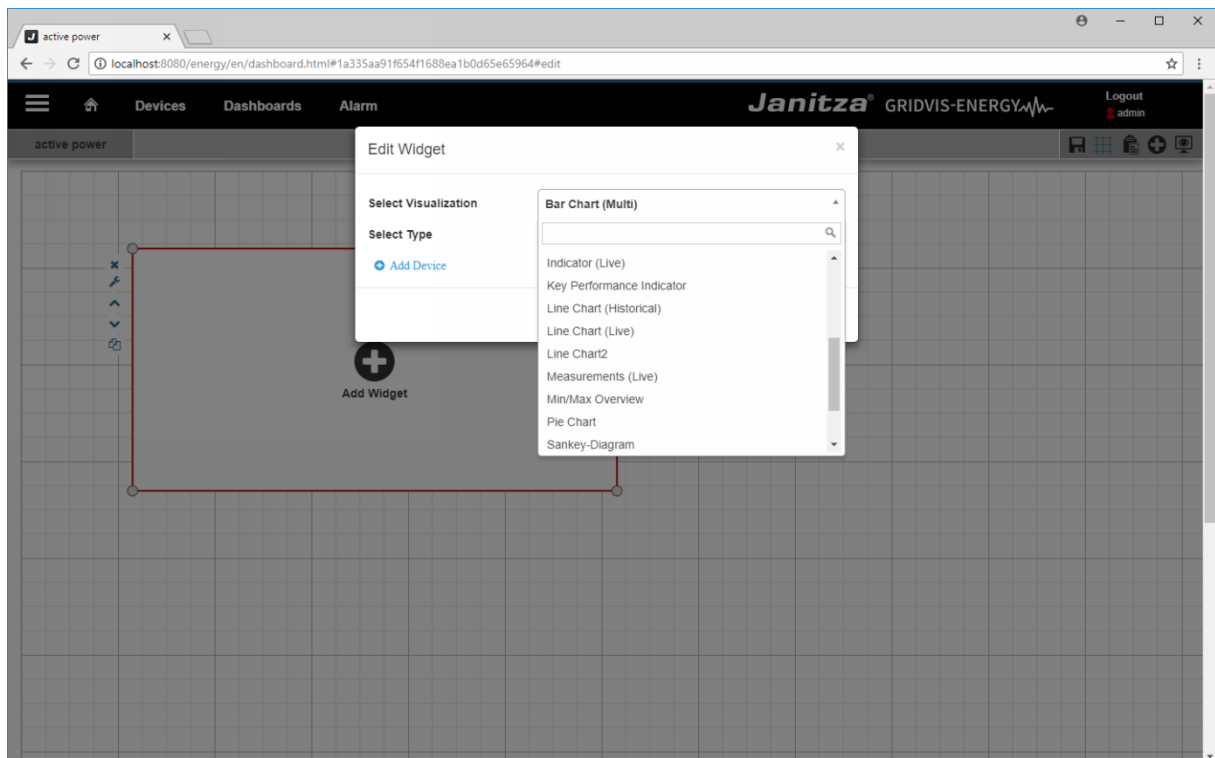 active power
localhost:8080/energy/en/dashboard.html#1a335aa91f654f1688ea1b0d65e65964#edit
Devices Dashboards Alarm Janitza® GRIDVIS-ENERGY Logout
admin
active power
Edit Widget
Select Visualization Bar Chart (Multi)
Select Type
Add Device
Indicator (Live)
Key Performance Indicator
Line Chart (Historical)
Line Chart (Live)
Line Chart2
Measurements (Live)
Min/Max Overview
Pie Chart
Sankey-Diagram
Add Widget